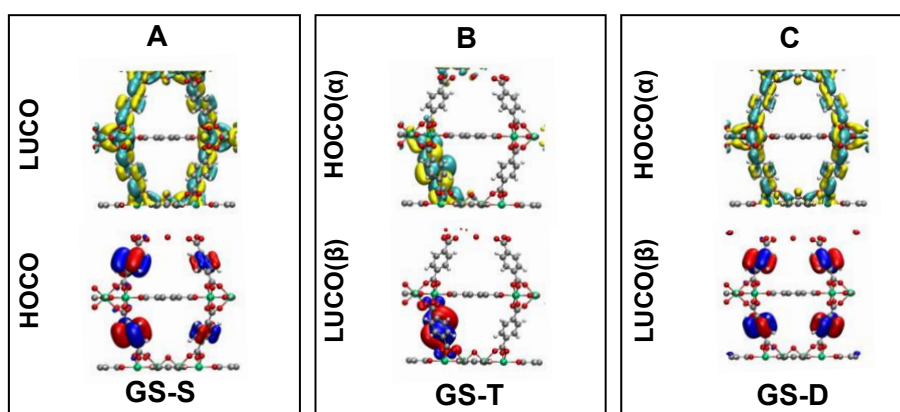 A
LUCO
HOCO
GS-S
B
HOCO(α)
LUCO(β)
GS-T
C
HOCO(α)
LUCO(β)
GS-D